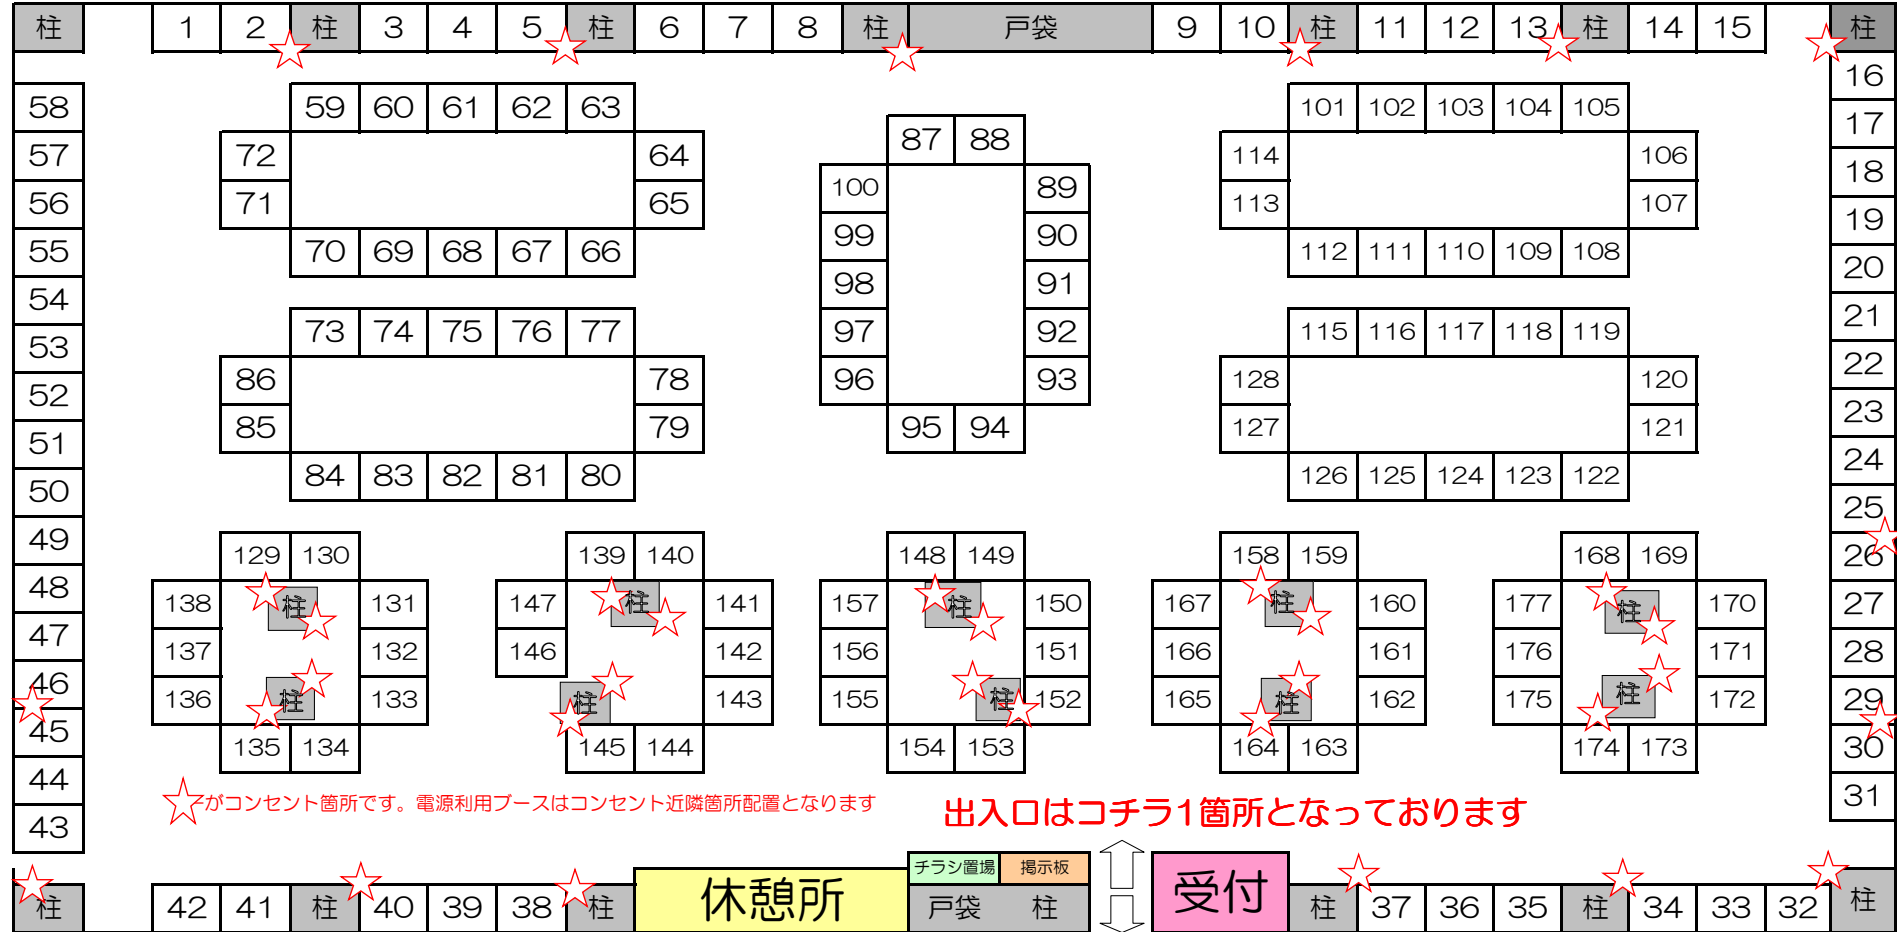 柱 1 2 柱 3 4 5 柱 6 7 8 柱 戸袋 9 10 柱 11 12 13 柱 14 15 柱
16
58 59 60 61 62 63 101 102 103 104 105
17
87 88
57 72 64 114 106
18
100 89
56 71 65 113 107
19
99 90
55 70 69 68 67 66 112 111 110 109 108
20
98 91
54
21
53 73 74 75 76 77 97 92 115 116 117 118 119
22
52 86 78 96 93 128 120
23
51 85 79 95 94 127 121
24
50 84 83 82 81 80 126 125 124 123 122
25
49 129 130 139 140 148 149 158 159 168 169 26
48 138 柱 131 147 柱 141 157 柱 150 167 柱 160 177 柱 170 27
47 137 132 146 142 156 151 166 161 176 171 28
46 136 柱 133 柱 143 155 柱 152 165 柱 162 175 柱 172 29
45 135 134 145 144 154 153 164 163 174 173 30
44
31
☆がコンセント箇所です。電源利用ブースはコンセント近隣箇所配置となります
出入口はコチラ1箇所となっております
43
チラシ置場 掲示板
柱 42 41 柱 40 39 38 柱 休憩所 戸袋 柱 受付 柱 37 36 35 柱 34 33 32 柱